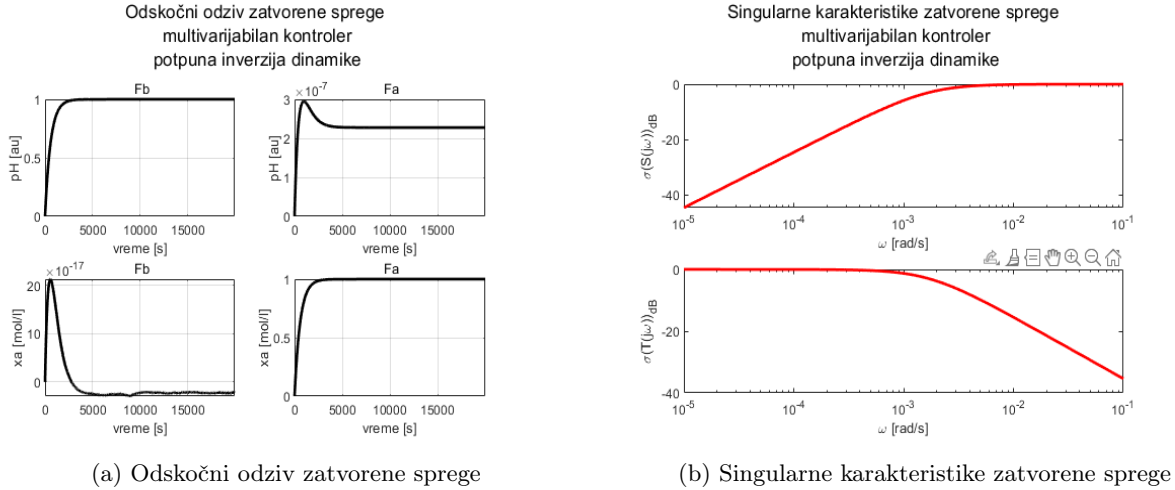 Odskočni odziv zatvorene sprege
multivarijabilan kontroler
potpuna inverzija dinamike
Fb
1
0.5
0
pH [au]
0 5000 10000 15000
vreme [s]
×10^-7
Fa
3
2
1
0
pH [au]
0 5000 10000 15000
vreme [s]
×10^-17
Fb
20
10
0
xa [mol/l]
0 5000 10000 15000
vreme [s]
Fa
1
0.5
0
xa [mol/l]
0 5000 10000 15000
vreme [s]
(a) Odskočni odziv zatvorene sprege
Singularne karakteristike zatvorene sprege
multivarijabilan kontroler
potpuna inverzija dinamike
0
-20
-40
σ(S(jω))dB
10^-5 10^-4 10^-3 10^-2 10^-1
ω [rad/s]
0
-20
-40
σ(T(jω))dB
10^-5 10^-4 10^-3 10^-2 10^-1
ω [rad/s]
(b) Singularne karakteristike zatvorene sprege